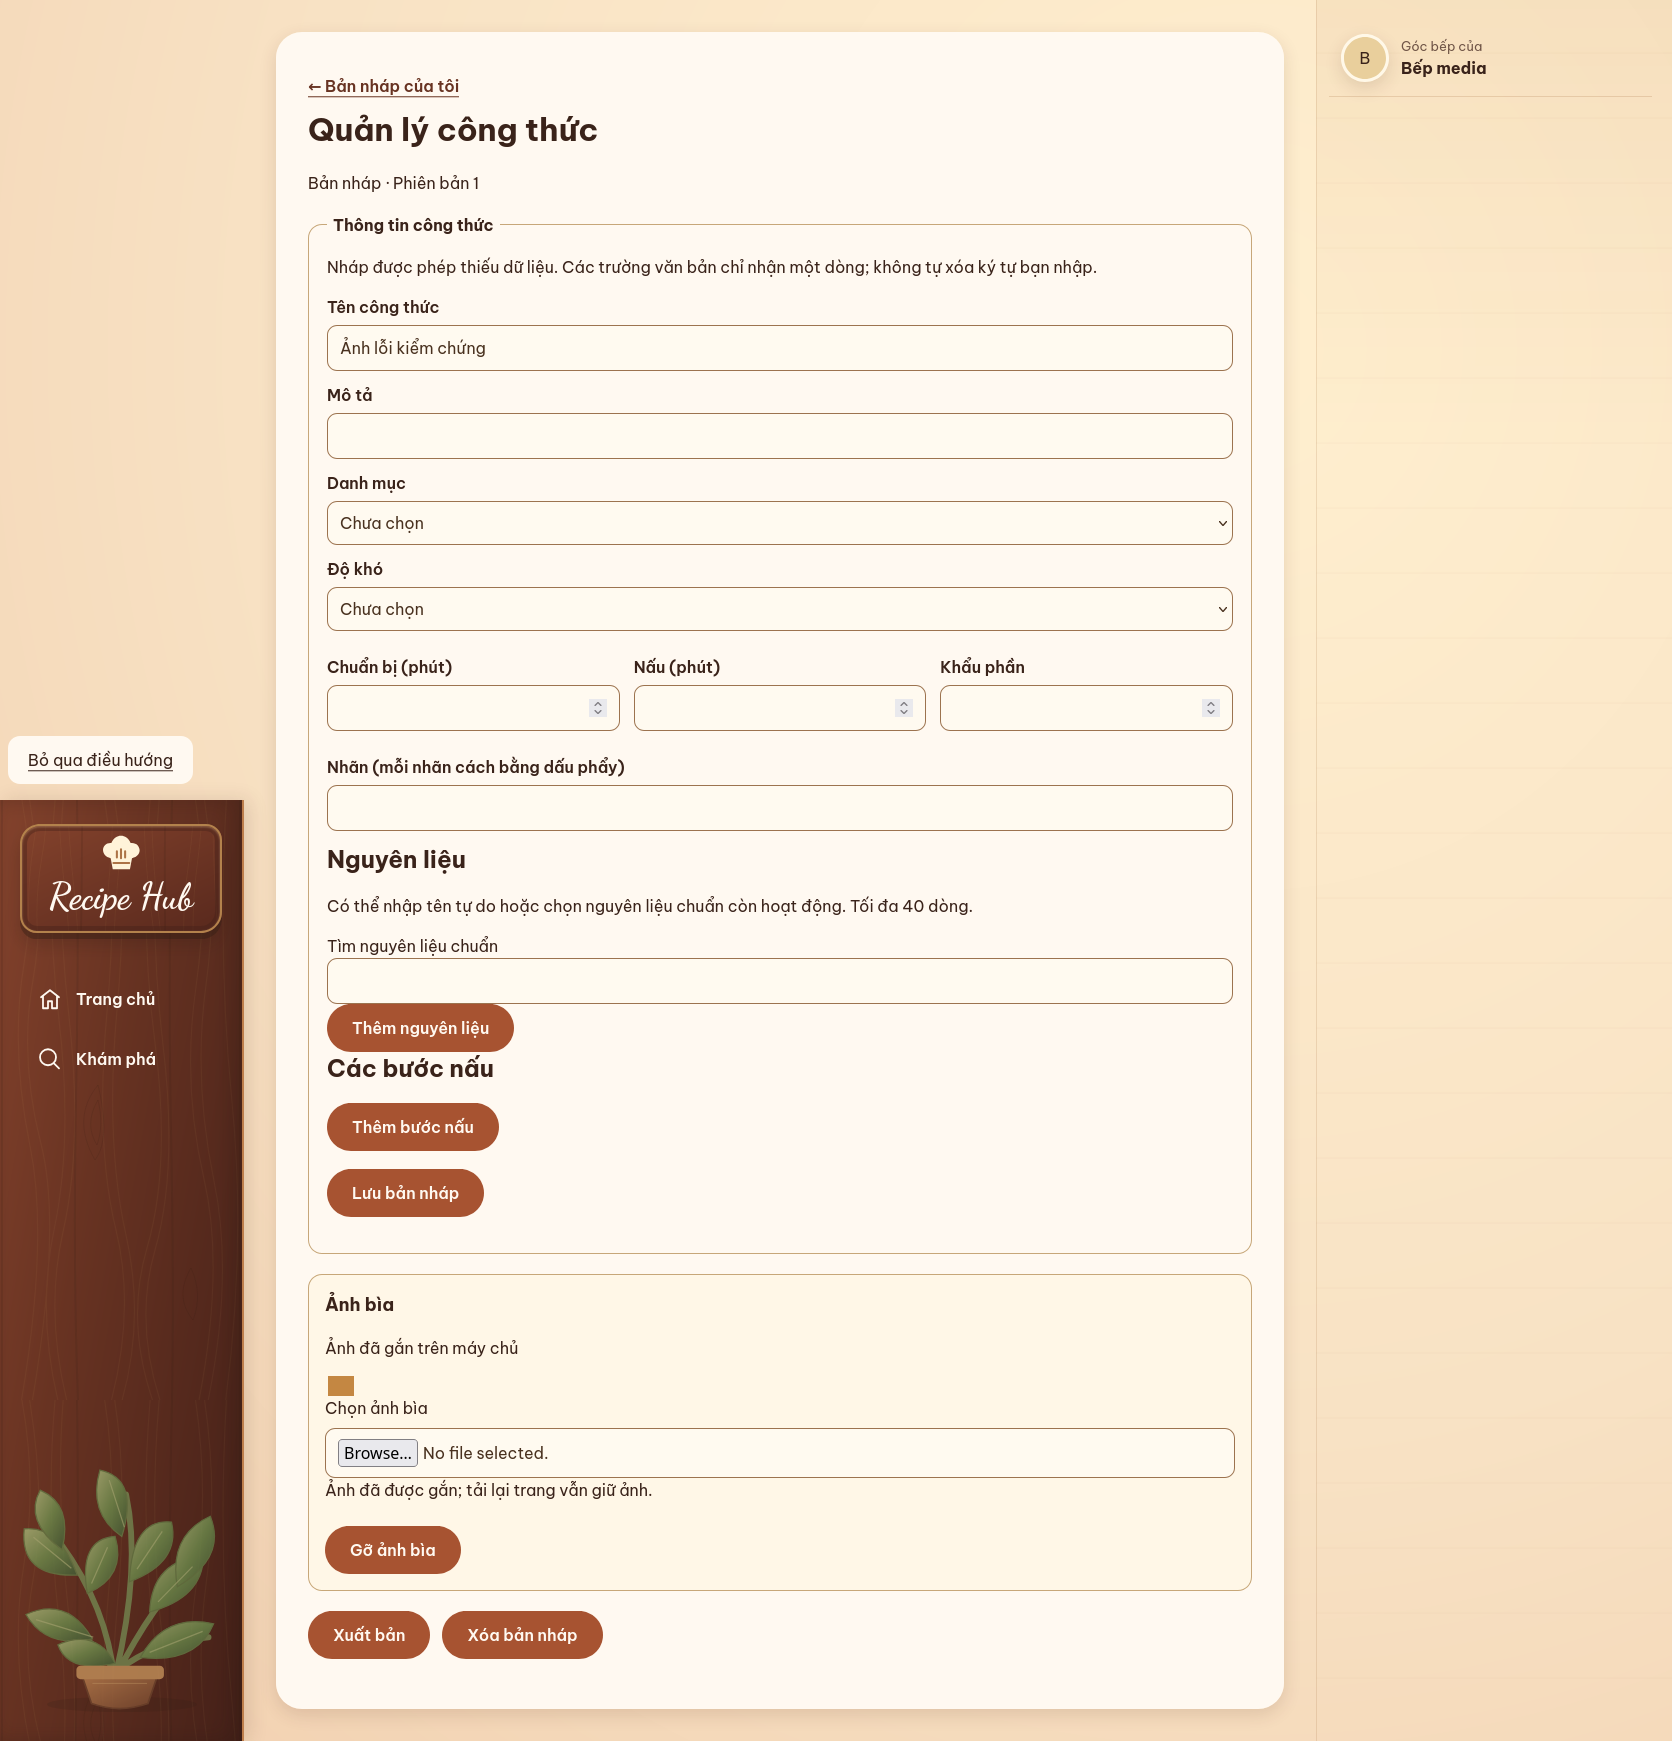 ← Bản nháp của tôi
Quản lý công thức
Bản nháp · Phiên bản 1
Thông tin công thức
Nháp được phép thiếu dữ liệu. Các trường văn bản chỉ nhận một dòng; không tự xóa ký tự bạn nhập.
Tên công thức
Ảnh lỗi kiểm chứng
Mô tả
Danh mục
Chưa chọn
Độ khó
Chưa chọn
Chuẩn bị (phút)
Nấu (phút)
Khẩu phần
Nhãn (mỗi nhãn cách bằng dấu phẩy)
Nguyên liệu
Có thể nhập tên tự do hoặc chọn nguyên liệu chuẩn còn hoạt động. Tối đa 40 dòng.
Tìm nguyên liệu chuẩn
Thêm nguyên liệu
Các bước nấu
Thêm bước nấu
Lưu bản nháp
Ảnh bìa
Ảnh đã gắn trên máy chủ
Chọn ảnh bìa
Browse... No file selected.
Ảnh đã được gắn; tải lại trang vẫn giữ ảnh.
Gỡ ảnh bìa
Xuất bản
Xóa bản nháp
Bỏ qua điều hướng
Recipe Hub
Trang chủ
Khám phá
B
Góc bếp của
Bếp media